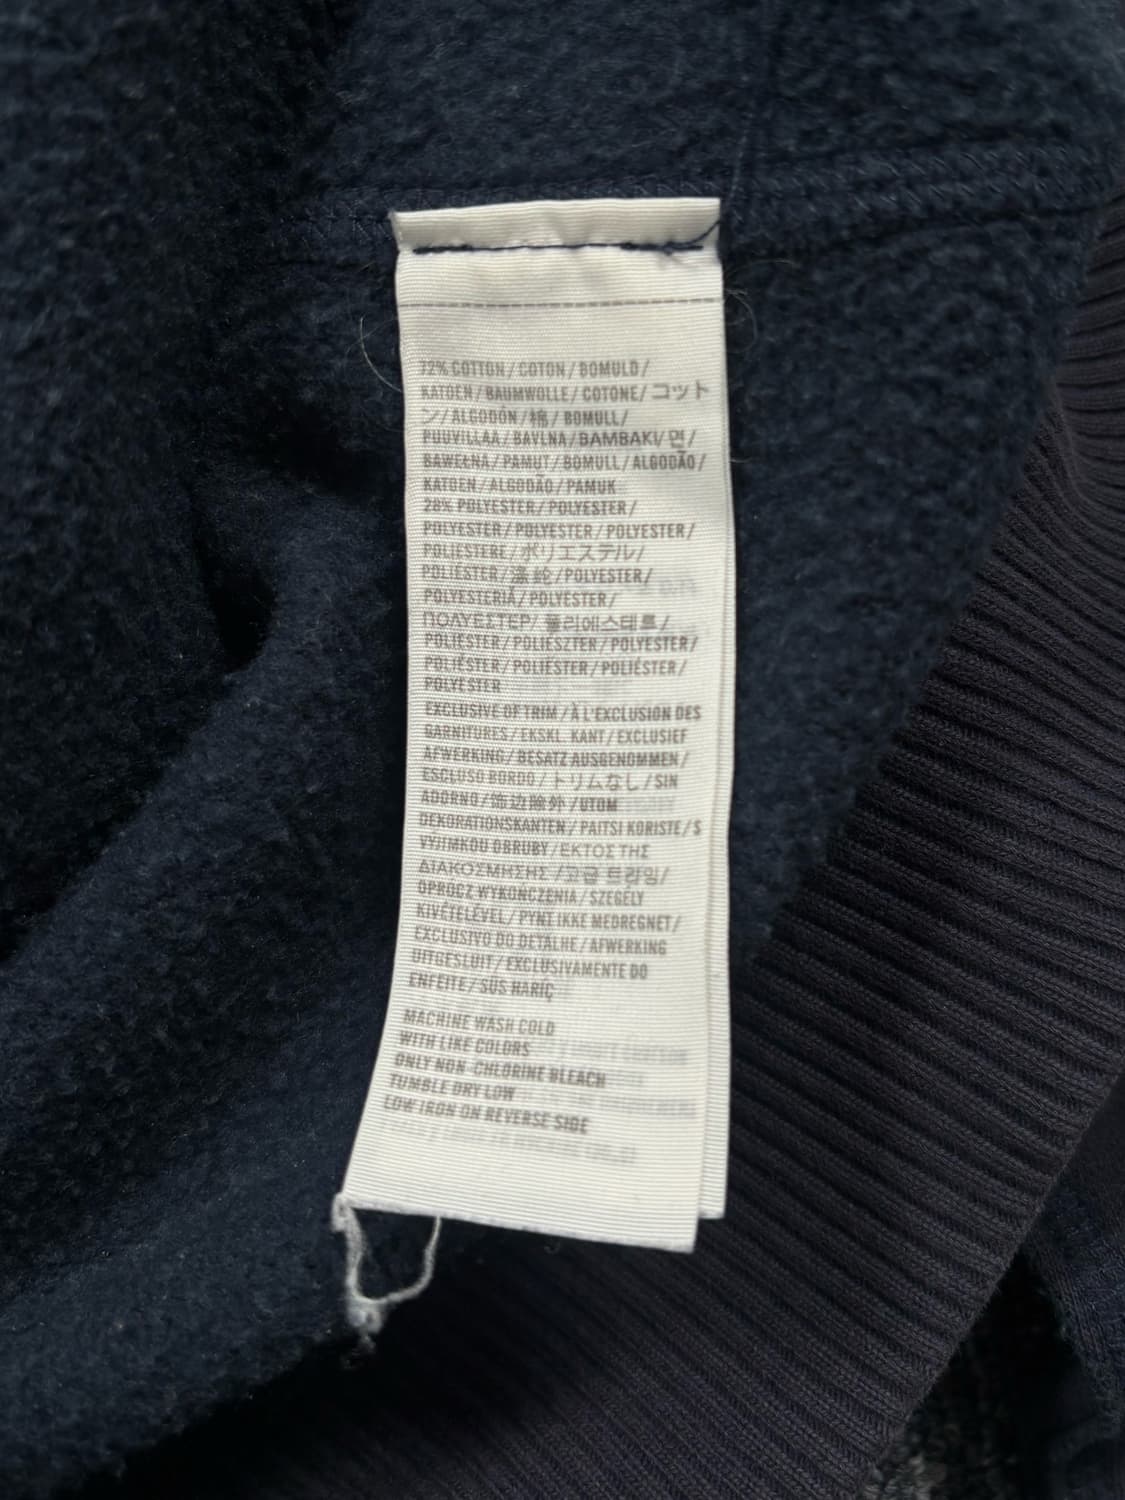 72% COTTON / COTON / BOMULD /
KATOEN / BAUMWOLLE / COTONE / コット
ン / ALGODÓN / 棉 / BOMULL /
PUUVILLAA / BAVLNA / BAMBAKI / 면 /
BAWEŁNA / PAMUT / BOMULL / ALGODÃO /
KATOEN / ALGODÃO / PAMUK
28% POLYESTER / POLYESTER /
POLYESTER / POLYESTER / POLYESTER /
POLIESTERE / ポリエステル /
POLIÉSTER / 涤纶 / POLYESTER /
POLYESTERIÄ / POLYESTER /
ΠΟΛΥΕΣΤΕΡ / 폴리에스테르 /
POLIESTER / POLIÉSZTER / POLYESTER /
POLIÉSTER / POLIÉSTER / POLIÉSTER /
POLYESTER
EXCLUSIVE OF TRIM / À L'EXCLUSION DES
GARNITURES / EKSKL. KANT / EXCLUSIEF
AFWERKING / BESATZ AUSGENOMMEN /
ESCLUSO BORDO / トリムなし / SIN
ADORNO / 饰边除外 / UTOM
DEKORATIONSKANTEN / PAITSI KORISTE / S
VÝJIMKOU OBRUBY / ΕΚΤΟΣ ΤΗΣ
ΔΙΑΚΟΣΜΗΣΗΣ / 고급 트리밍 /
OPRÓCZ WYKOŃCZENIA / SZEGÉLY
KIVÉTELÉVEL / PYNT IKKE MEDREGNET /
EXCLUSIVO DO DETALHE / AFWERKING
UITGESLUIT / EXCLUSIVAMENTE DO
ENFEITE / SÜS HARİÇ
MACHINE WASH COLD
WITH LIKE COLORS
ONLY NON-CHLORINE BLEACH
TUMBLE DRY LOW
LOW IRON ON REVERSE SIDE